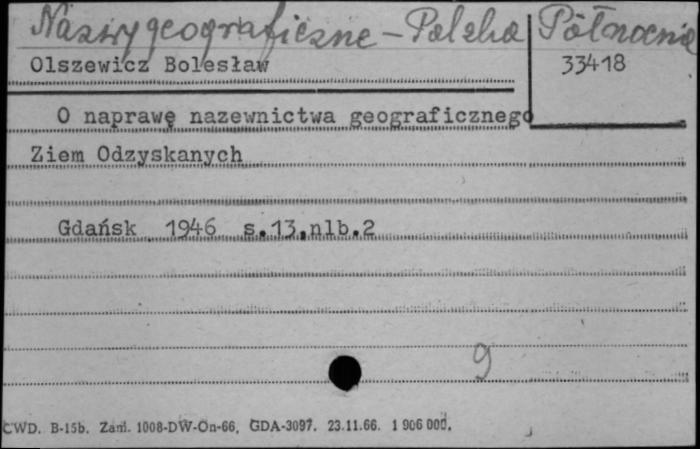 Nazwy geograficzne - Polska Północna
Olszewicz Bolesław
33418
O naprawę nazewnictwa geograficznego
Ziem Odzyskanych
Gdańsk 1946 s.13,nlb.2
9
CWD. B-15b. Zam. 1008-DW-On-66, GDA-3097. 23.11.66. 1 906 000.